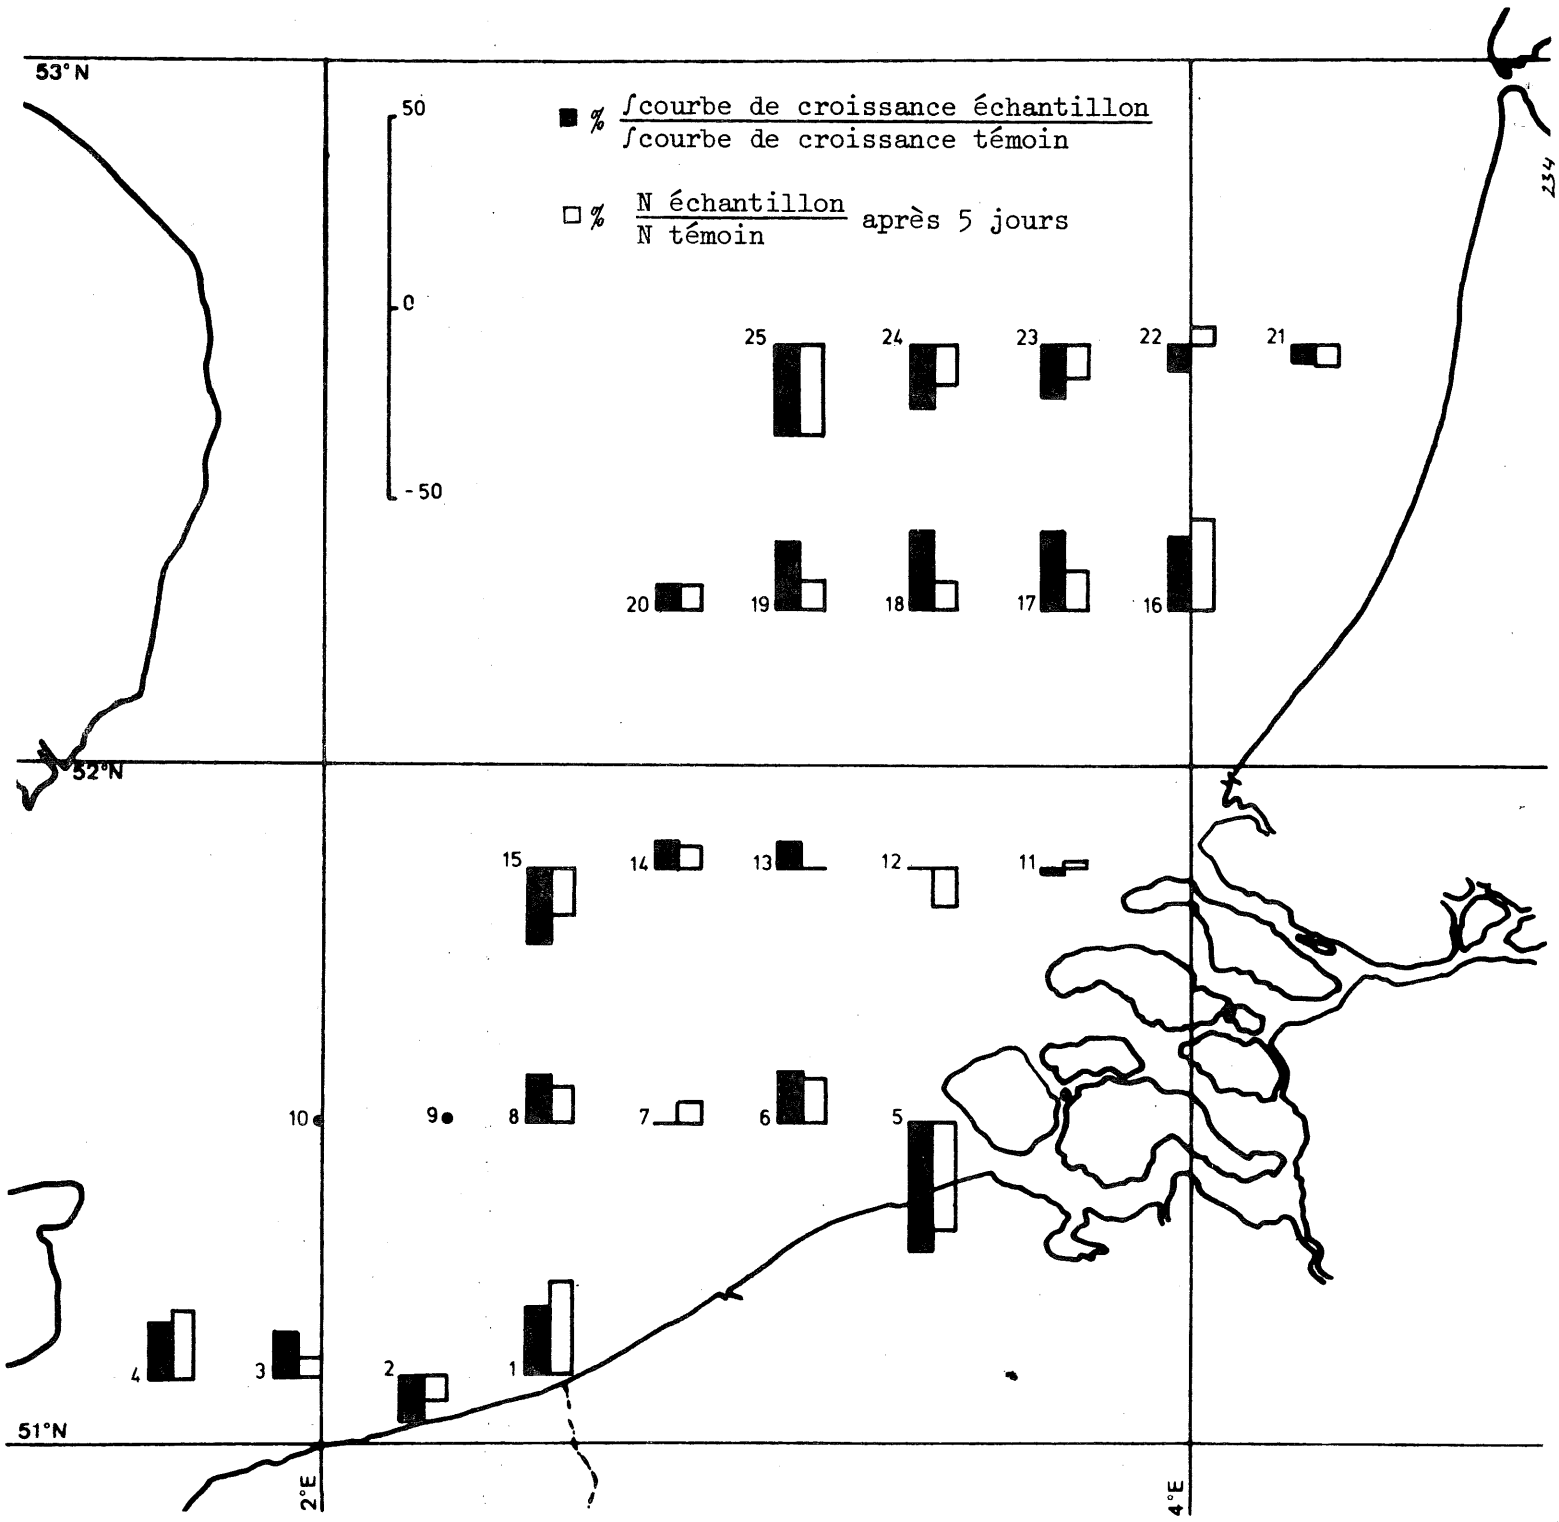 53°N
50
% ∫courbe de croissance échantillon
∫courbe de croissance témoin
234
% N échantillon après 5 jours
N témoin
0
25 24 23 22 21
-50
20 19 18 17 16
52°N
15 14 13 12 11
10 9 8 7 6 5
4 3 2 1
51°N
2°E 4°E